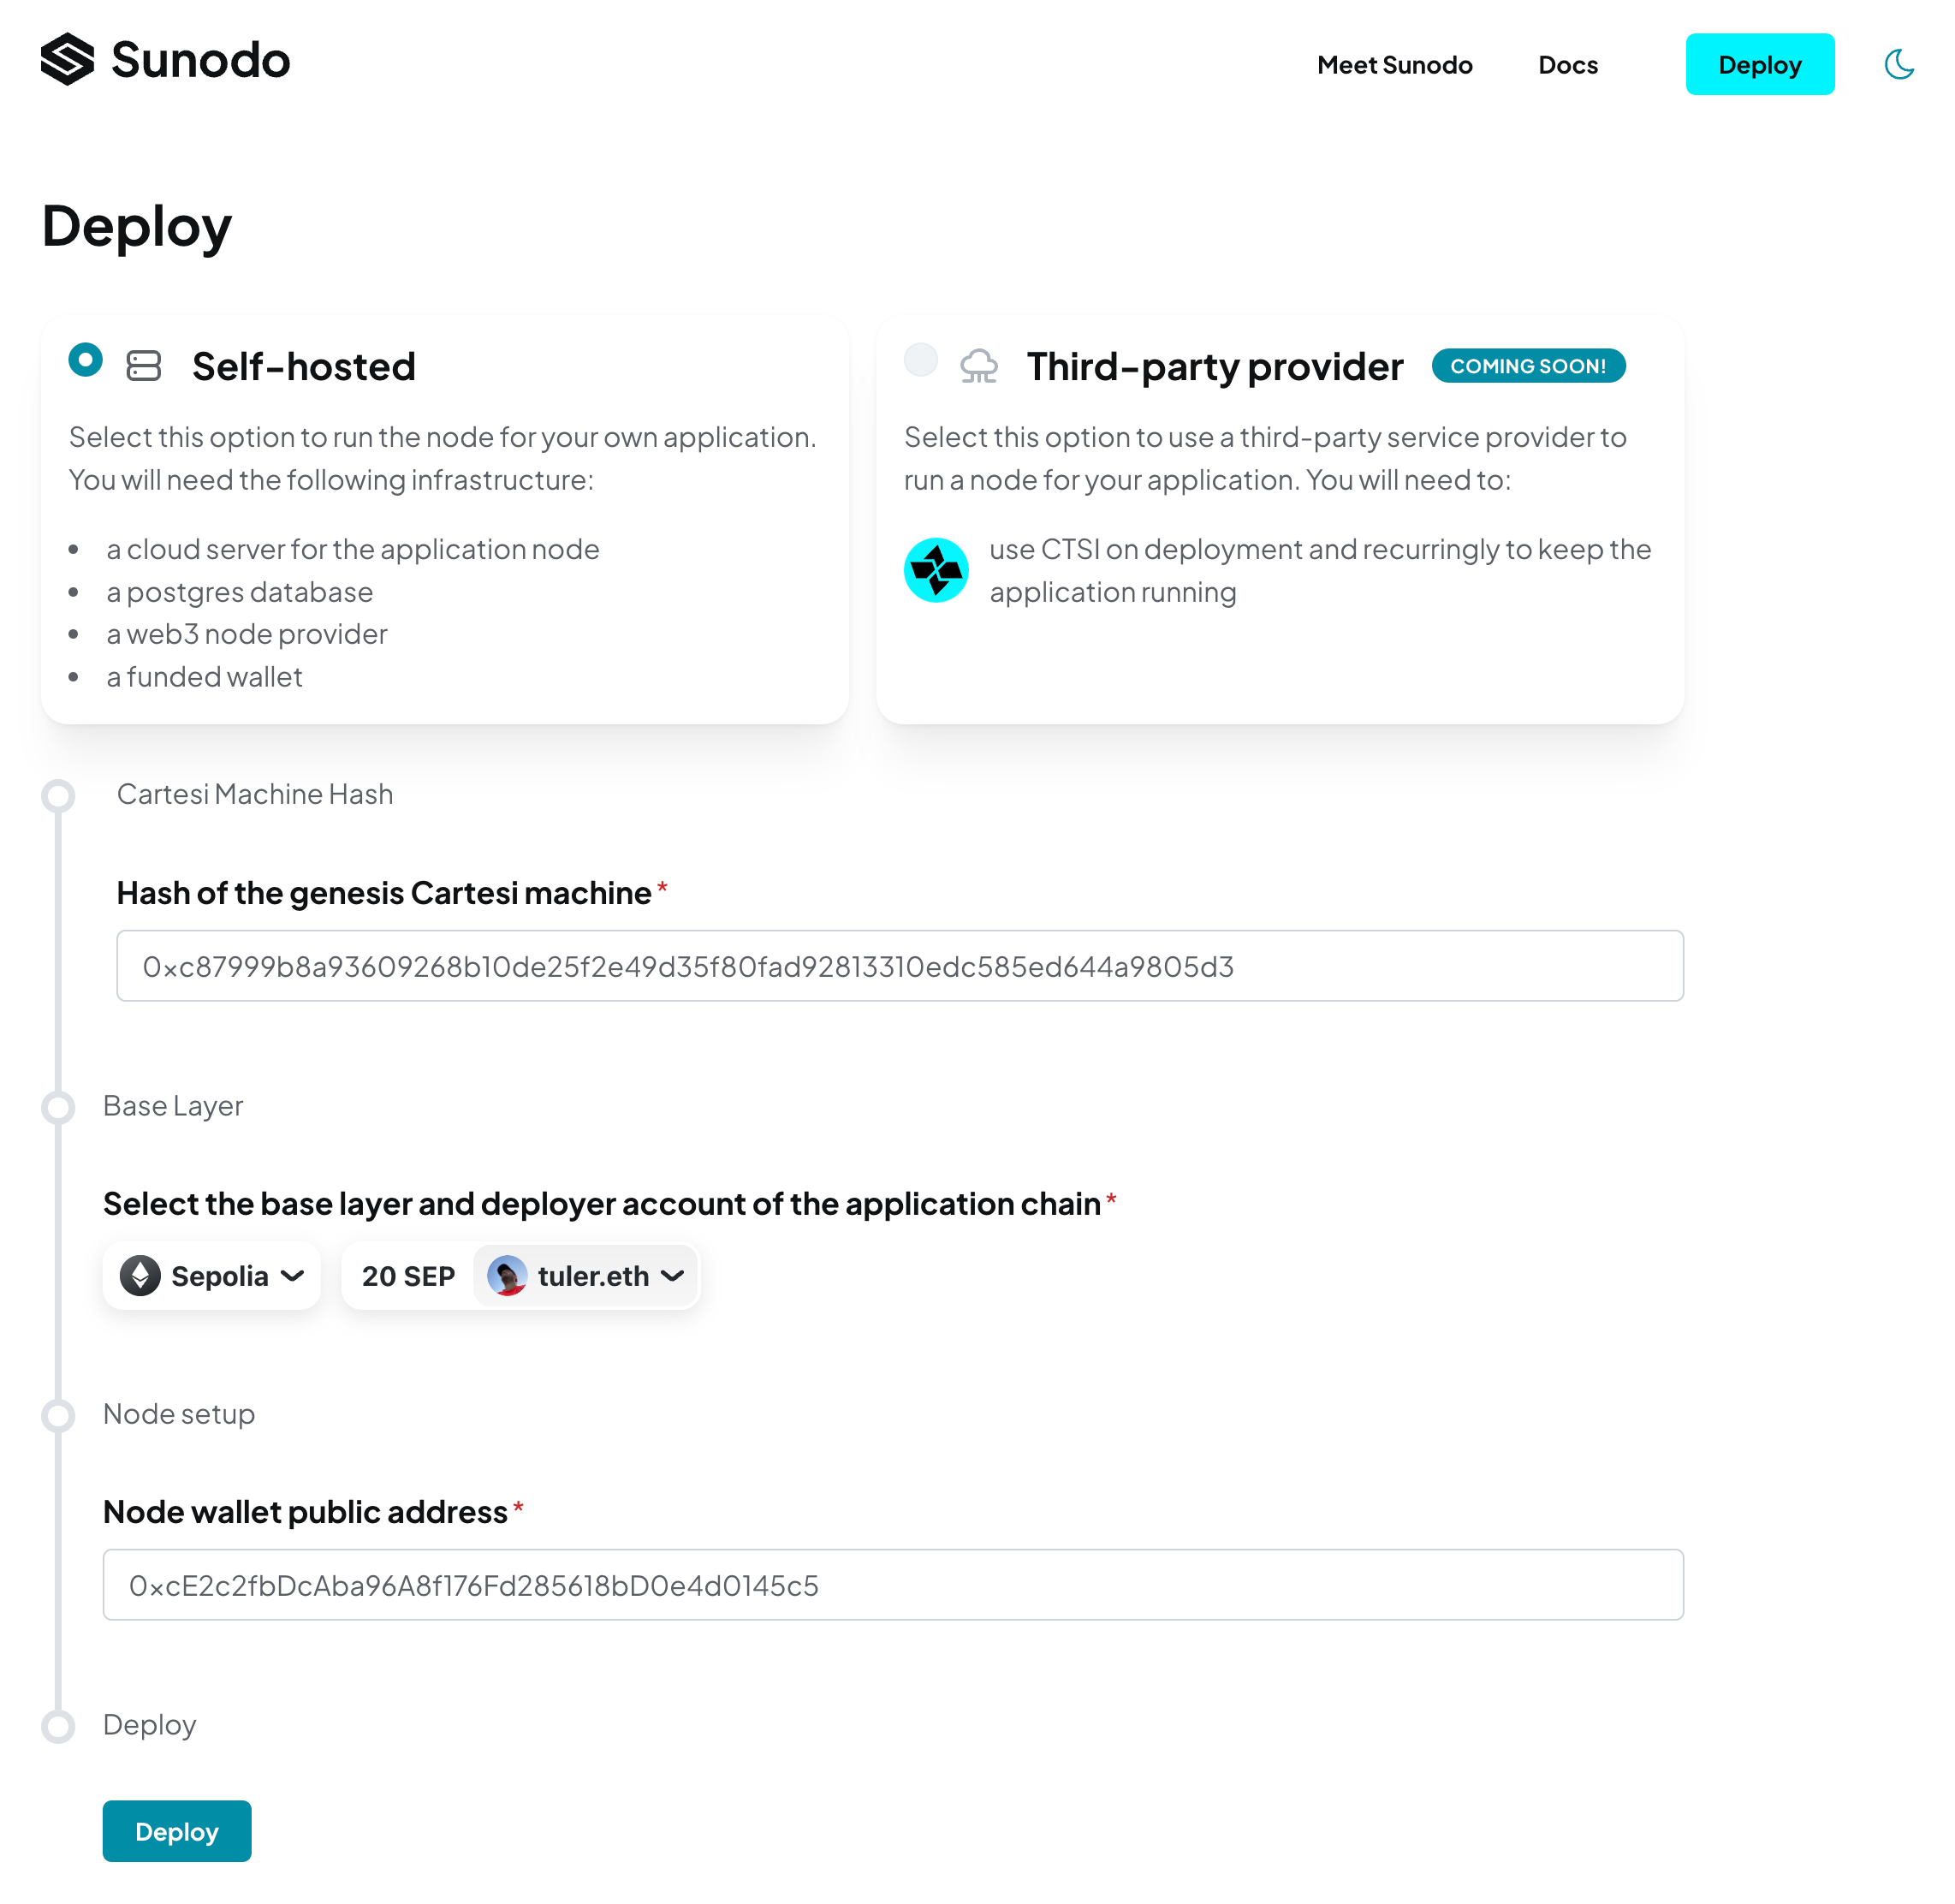 Sunodo
Meet Sunodo
Docs
Deploy
Deploy
Self-hosted
Select this option to run the node for your own application.
You will need the following infrastructure:
• a cloud server for the application node
• a postgres database
• a web3 node provider
• a funded wallet
Third-party provider
COMING SOON!
Select this option to use a third-party service provider to
run a node for your application. You will need to:
use CTSI on deployment and recurringly to keep the
application running
Cartesi Machine Hash
Hash of the genesis Cartesi machine *
0xc87999b8a93609268b10de25f2e49d35f80fad92813310edc585ed644a9805d3
Base Layer
Select the base layer and deployer account of the application chain *
Sepolia
20 SEP
tuler.eth
Node setup
Node wallet public address *
0xcE2c2fbDcAba96A8f176Fd285618bD0e4d0145c5
Deploy
Deploy